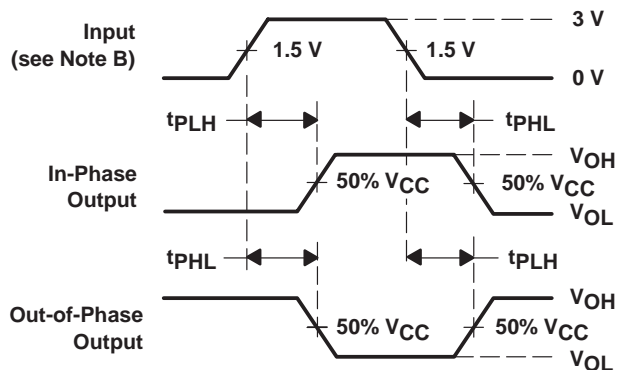 3 V
Input
(see Note B)
1.5 V
1.5 V
0 V
tPLH
tPHL
In-Phase
Output
VOH
50% VCC
50% VCC
VOL
tPHL
tPLH
Out-of-Phase
Output
VOH
50% VCC
50% VCC
VOL